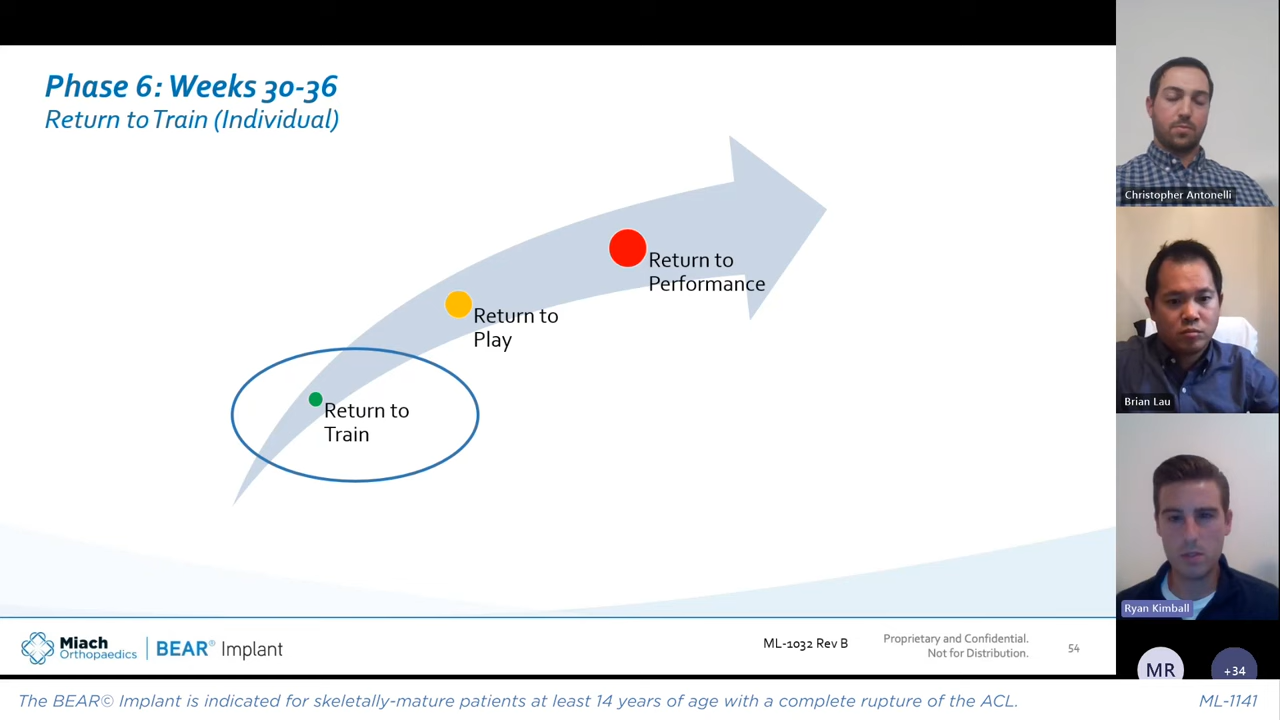 Phase 6: Weeks 30-36
Return to Train (Individual)
Return to
Performance
Return to
Play
Return to
Train
Miach
Orthopaedics
BEAR® Implant
ML-1032 Rev B
Proprietary and Confidential.
Not for Distribution.
54
Christopher Antonelli
Brian Lau
Ryan Kimball
MR
+34
The BEAR© Implant is indicated for skeletally-mature patients at least 14 years of age with a complete rupture of the ACL.
ML-1141